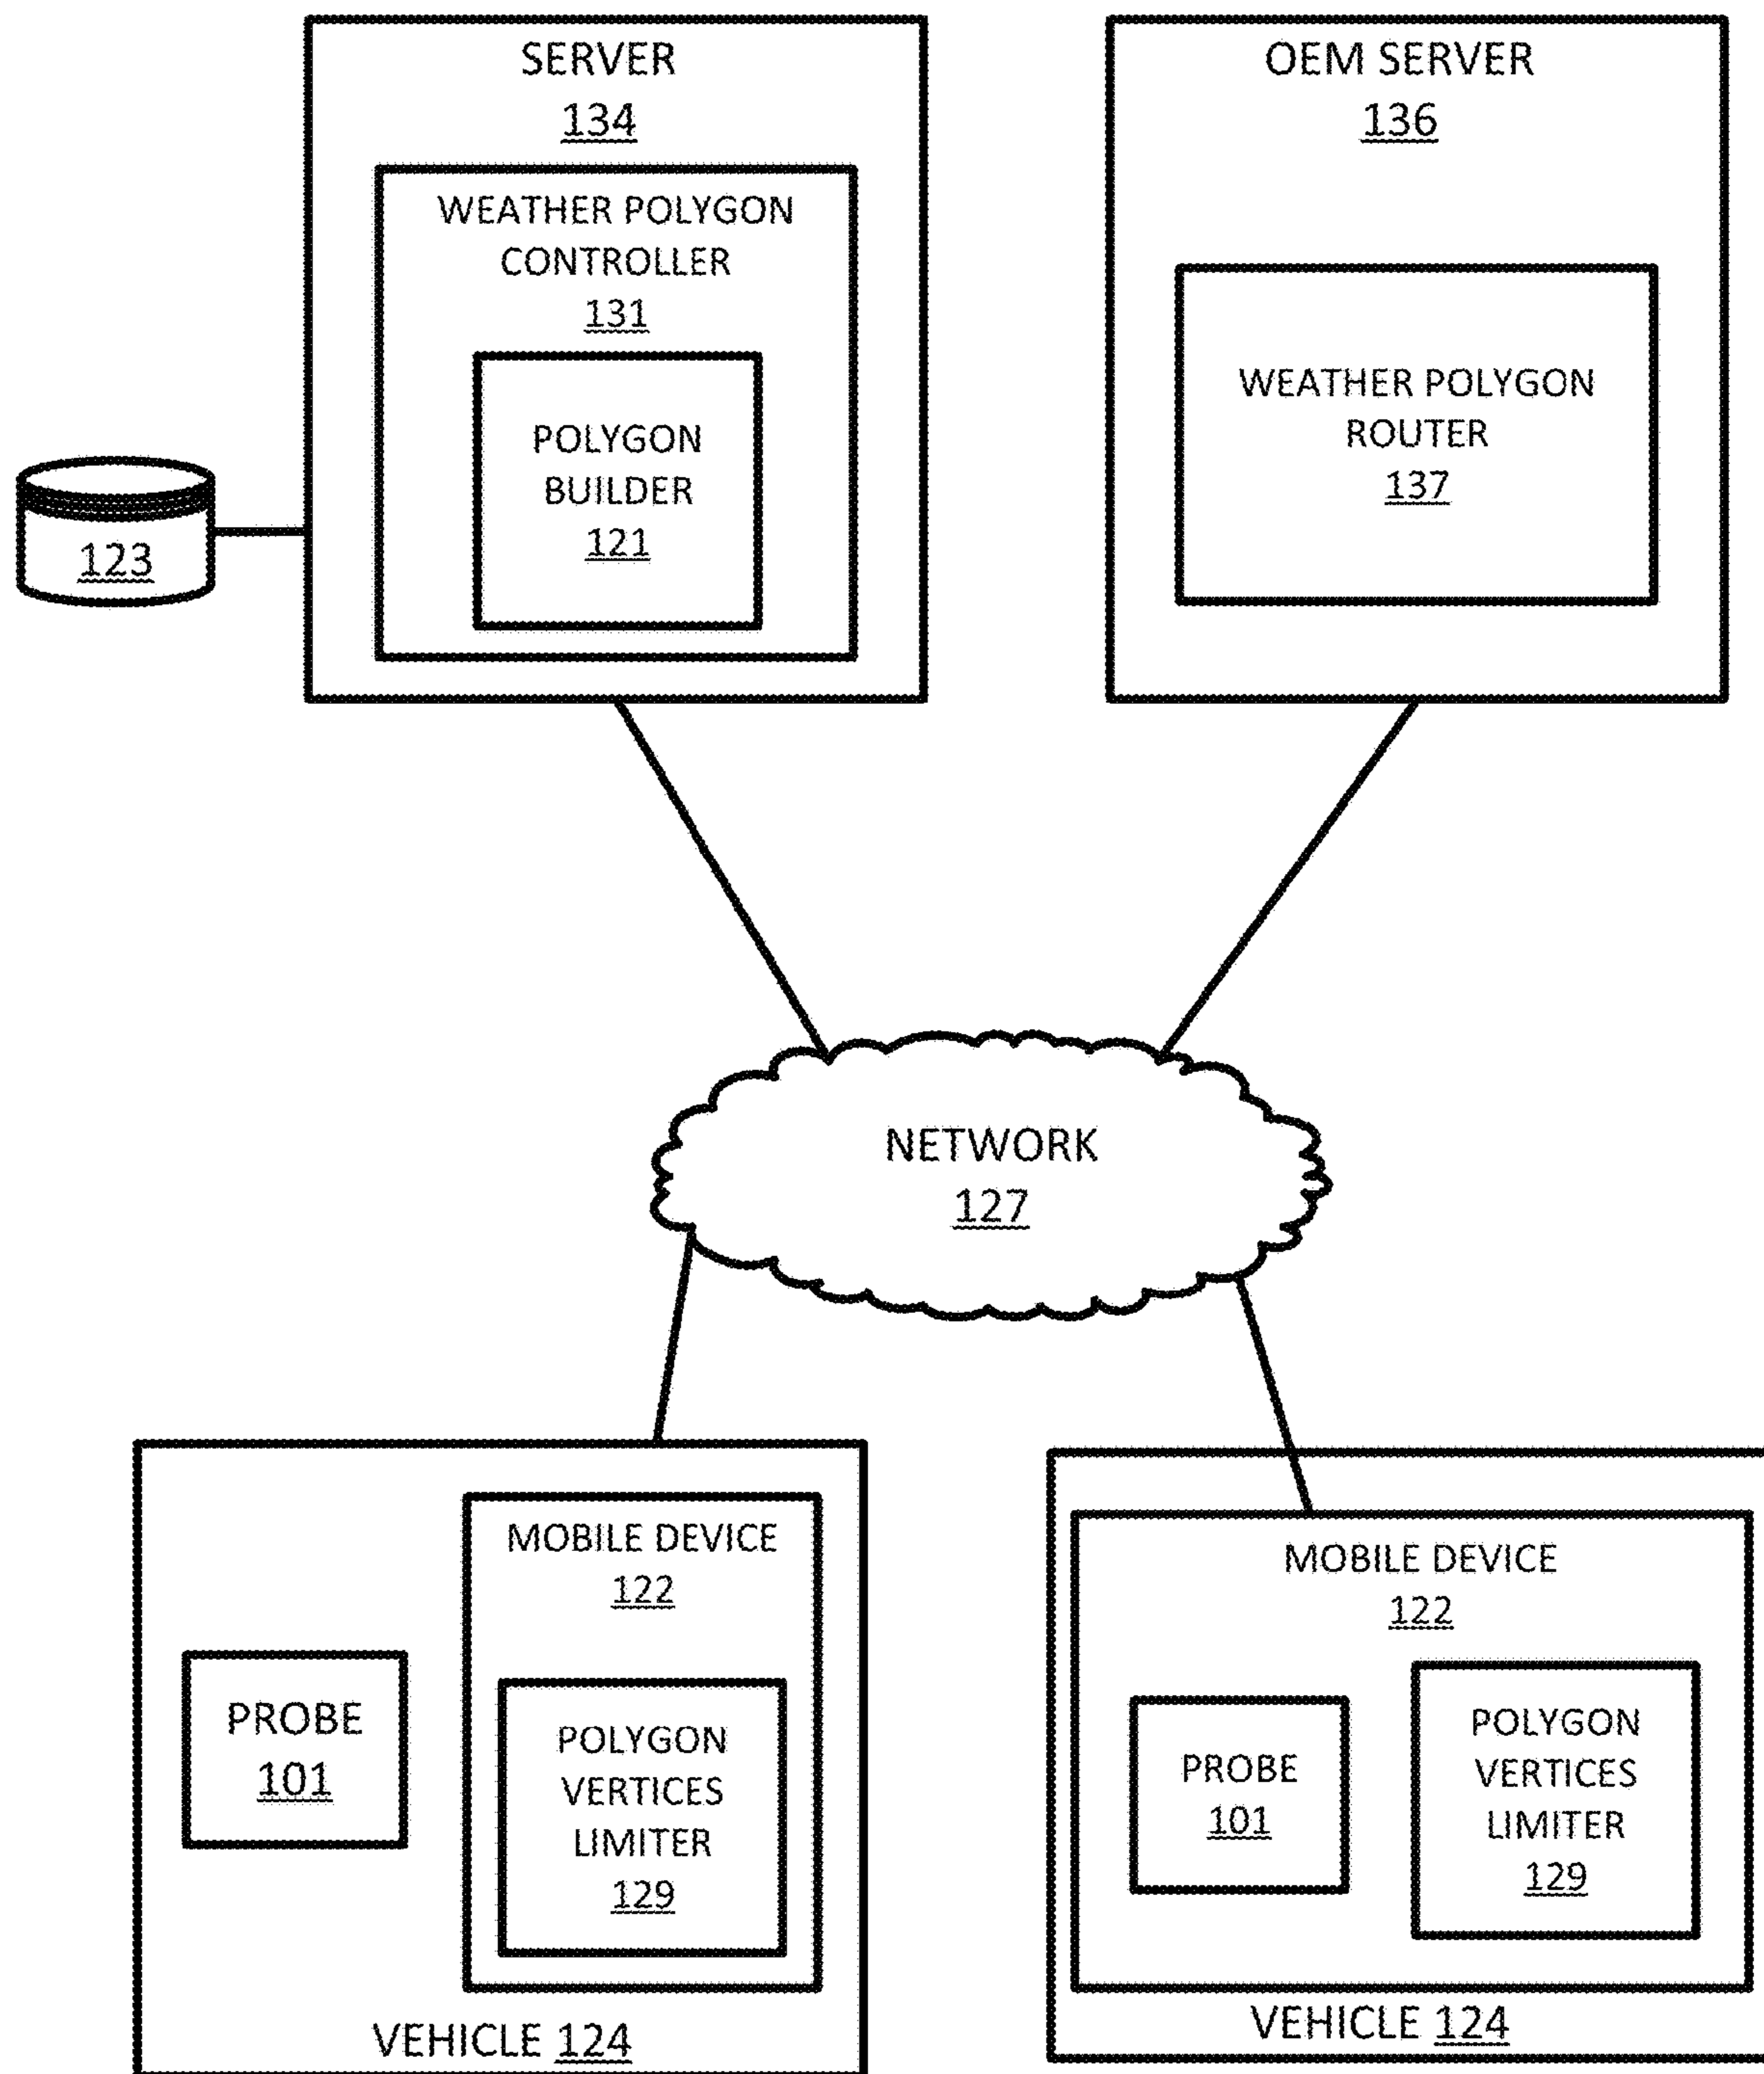 SERVER
134
WEATHER POLYGON
CONTROLLER
131
POLYGON
BUILDER
121
123
OEM SERVER
136
WEATHER POLYGON
ROUTER
137
NETWORK
127
MOBILE DEVICE
122
PROBE
101
POLYGON
VERTICES
LIMITER
129
VEHICLE 124
MOBILE DEVICE
122
PROBE
101
POLYGON
VERTICES
LIMITER
129
VEHICLE 124